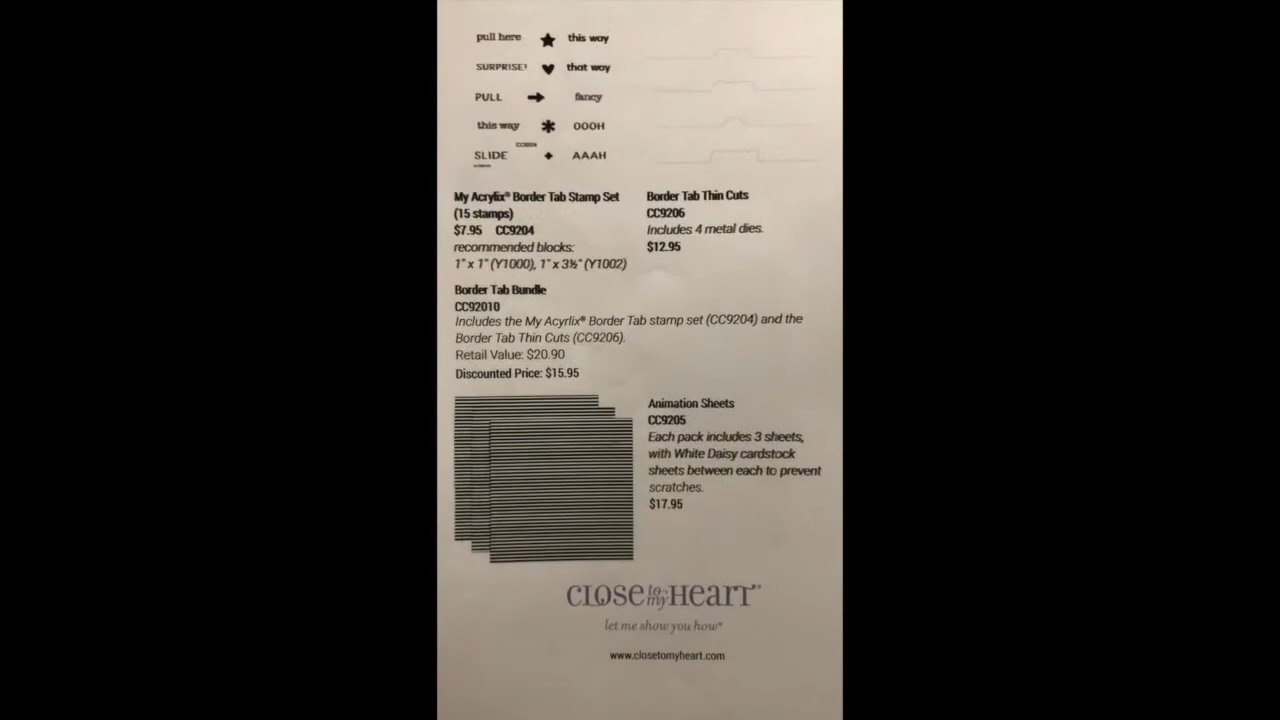 pull here ★ this way
SURPRISE! ♥ that way
PULL → fancy
this way * OOOH
SLIDE + AAAH
My Acrylix® Border Tab Stamp Set
(15 stamps)
$7.95 CC9204
recommended blocks:
1" x 1" (Y1000), 1" x 3½" (Y1002)
Border Tab Thin Cuts
CC9206
Includes 4 metal dies.
$12.95
Border Tab Bundle
CC92010
Includes the My Acyrlix® Border Tab stamp set (CC9204) and the
Border Tab Thin Cuts (CC9206).
Retail Value: $20.90
Discounted Price: $15.95
Animation Sheets
CC9205
Each pack includes 3 sheets,
with White Daisy cardstock
sheets between each to prevent
scratches.
$17.95
CLOSE to my HEART®
let me show you how®
www.closetomyheart.com